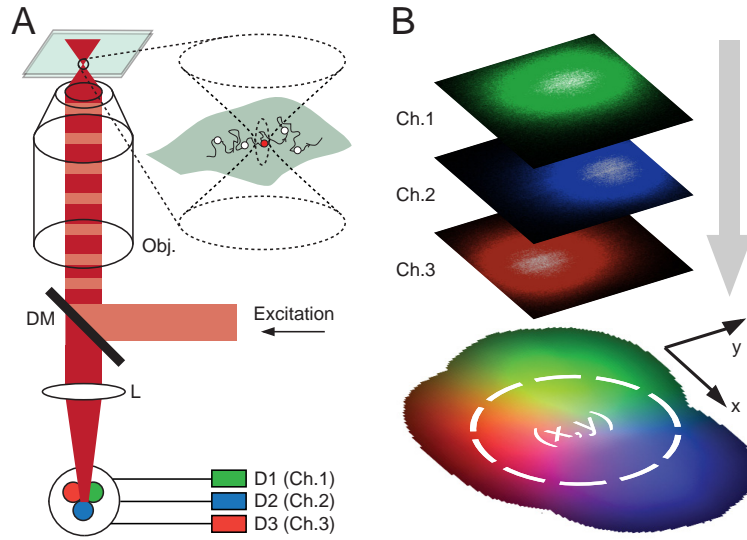 A
Obj.
DM
Excitation
L
D1 (Ch.1)
D2 (Ch.2)
D3 (Ch.3)
B
Ch.1
Ch.2
Ch.3
y
x
(x,y)